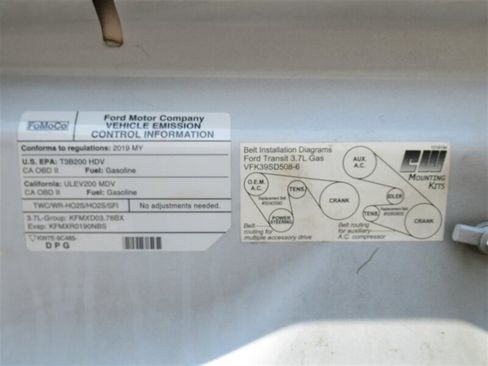 FoMoCo
Ford Motor Company
VEHICLE EMISSION
CONTROL INFORMATION
Conforms to regulations: 2019 MY
U.S. EPA: T3B200 HDV
CA OBD II Fuel: Gasoline
California: ULEV200 MDV
CA OBD II Fuel: Gasoline
TWC/WR-HO2S/HO2S/SFI No adjustments needed.
3.7L-Group: KFMXD03.76BX
Evap: KFMXR0190NBS
DPG
Belt Installation Diagrams
Ford Transit 3.7L Gas
VFK39SD508-6
CW
MOUNTING
KITS
AUX.
A.C.
O.E.M.
A.C.
TENS.
CRANK
IDLER
CRANK
TENS.
POWER
STEERING
Belt
routing for
multiple accessory drive
Belt
routing for auxiliary
A.C. compressor